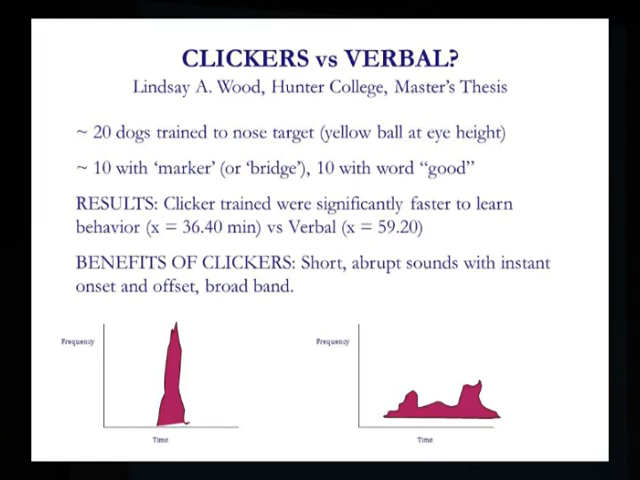 CLICKERS vs VERBAL?
Lindsay A. Wood, Hunter College, Master's Thesis
~ 20 dogs trained to nose target (yellow ball at eye height)
~ 10 with ‘marker’ (or ‘bridge’), 10 with word “good”
RESULTS: Clicker trained were significantly faster to learn
behavior (x = 36.40 min) vs Verbal (x = 59.20)
BENEFITS OF CLICKERS: Short, abrupt sounds with instant
onset and offset, broad band.
Frequency
Time
Frequency
Time